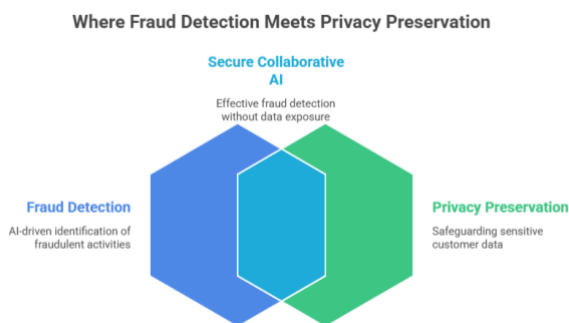 Where Fraud Detection Meets Privacy Preservation
Secure Collaborative
AI
Effective fraud detection
without data exposure
Fraud Detection
AI-driven identification of
fraudulent activities
Privacy Preservation
Safeguarding sensitive
customer data